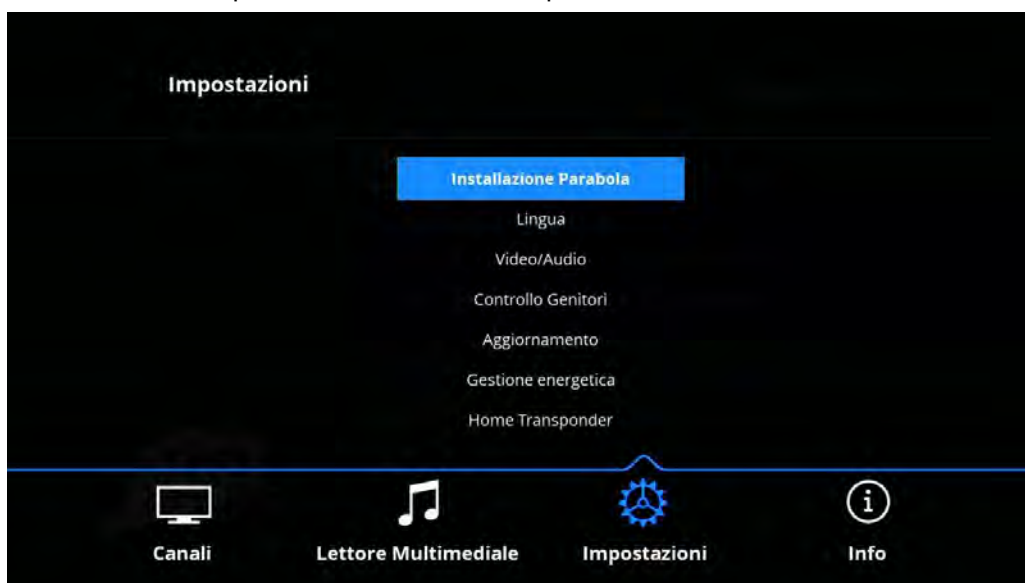 Impostazioni
Installazione Parabola
Lingua
Video/Audio
Controllo Genitori
Aggiornamento
Gestione energetica
Home Transponder
Canali
Lettore Multimediale
Impostazioni
Info